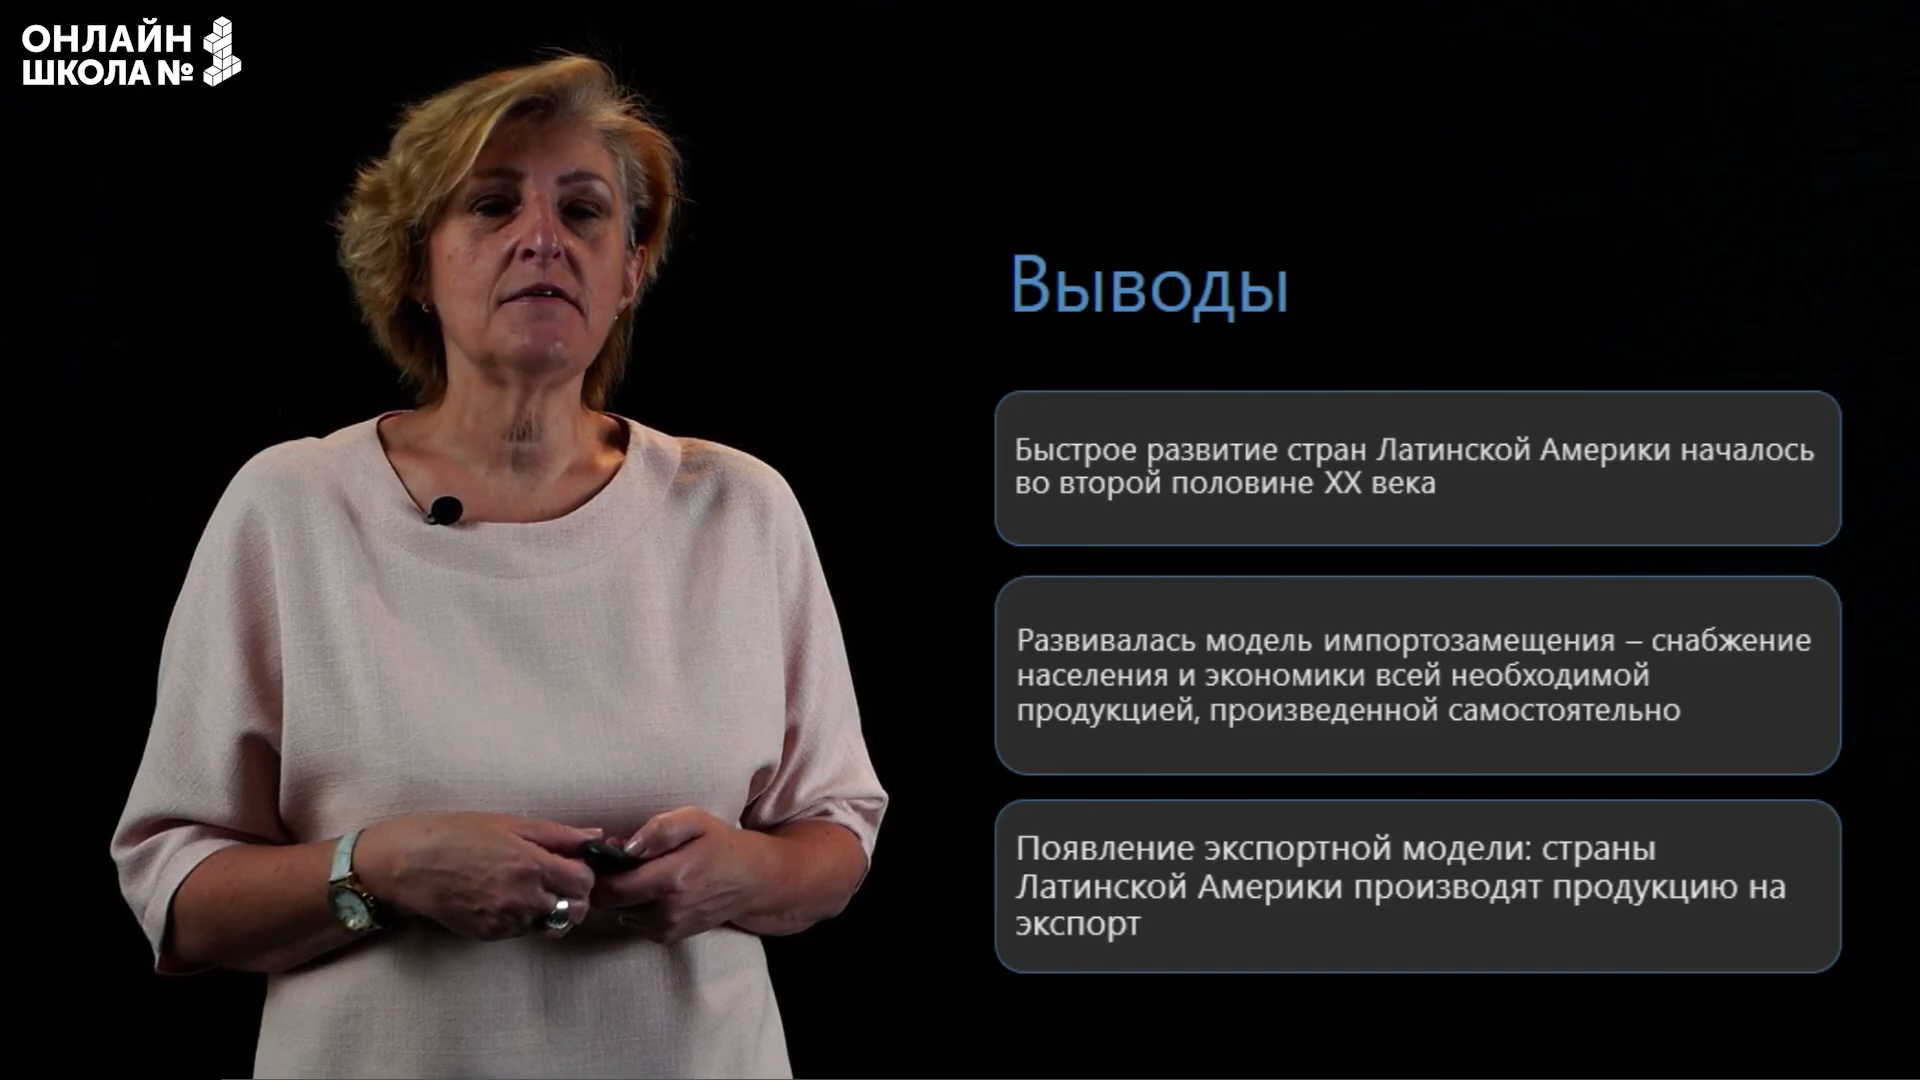 ОНЛАЙН
ШКОЛА №
Выводы
Быстрое развитие стран Латинской Америки началось
во второй половине XX века
Развивалась модель импортозамещения – снабжение
населения и экономики всей необходимой
продукцией, произведенной самостоятельно
Появление экспортной модели: страны
Латинской Америки производят продукцию на
экспорт